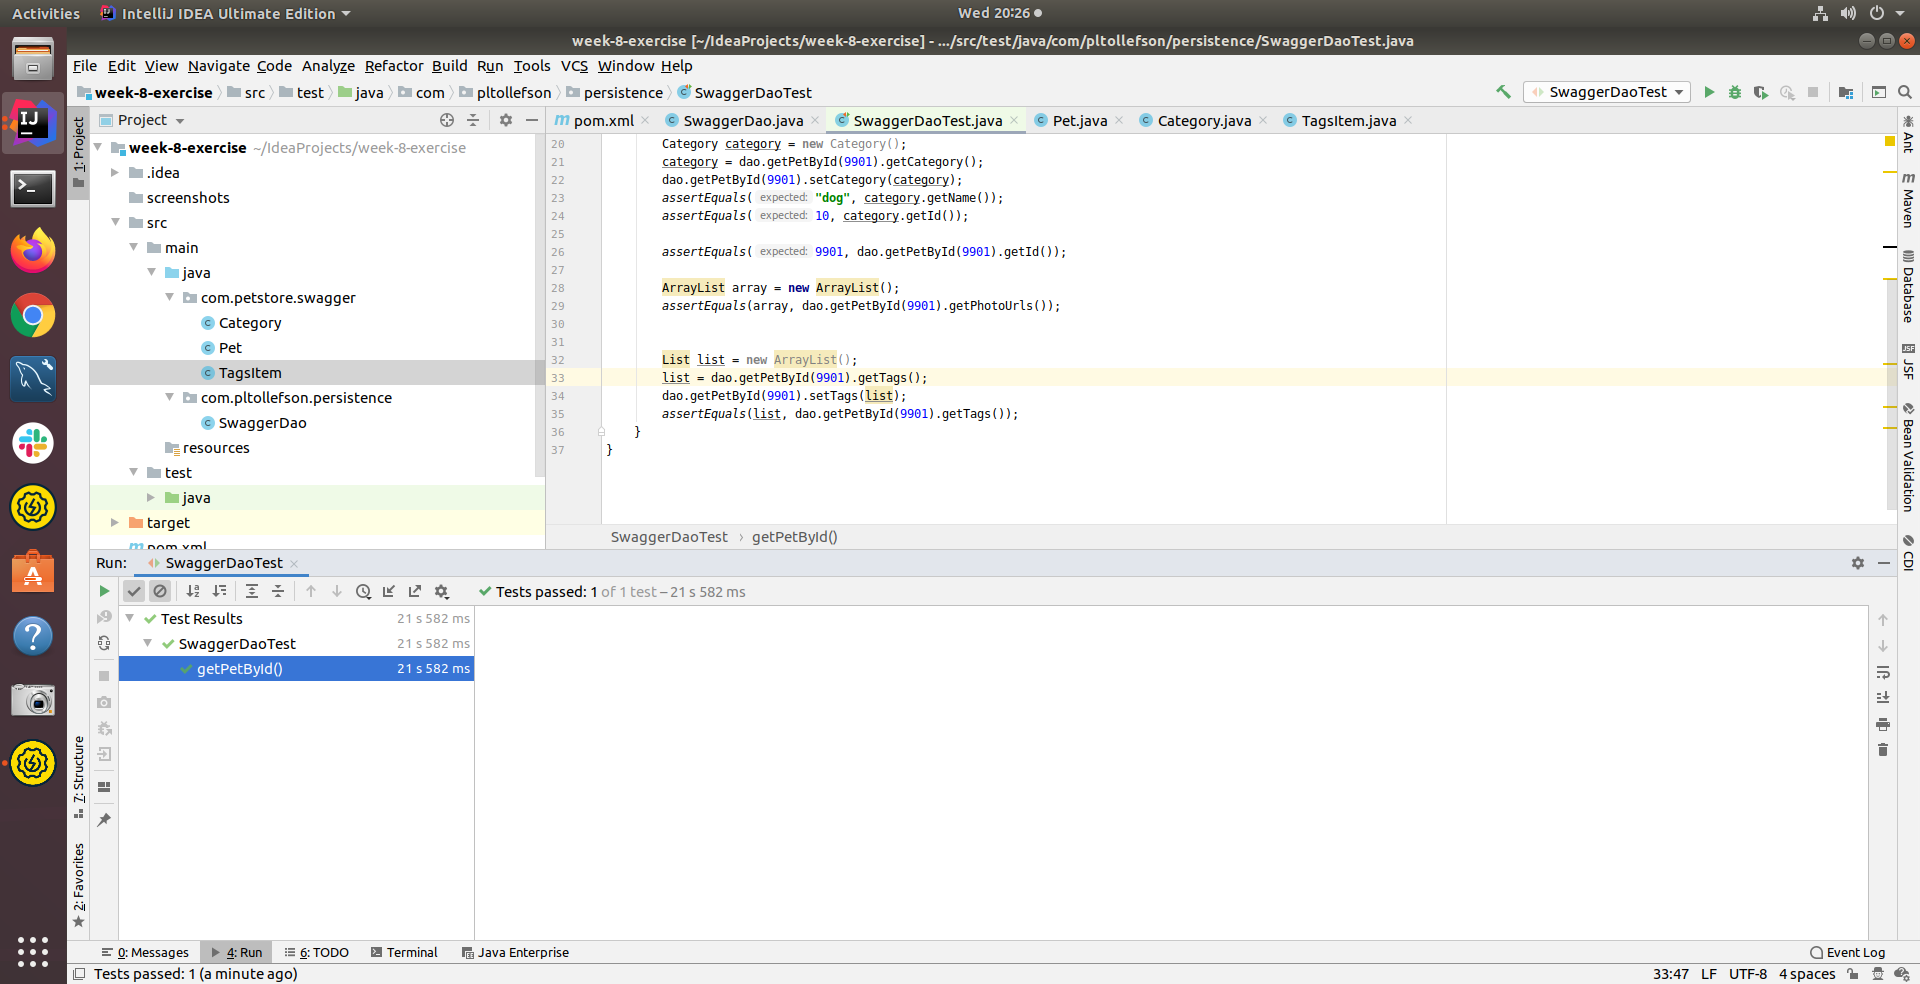 Activities IntelliJ IDEA Ultimate Edition Wed 20:26
week-8-exercise [~/IdeaProjects/week-8-exercise] - .../src/test/java/com/pltollefson/persistence/SwaggerDaoTest.java
File Edit View Navigate Code Analyze Refactor Build Run Tools VCS Window Help
week-8-exercise src test java com pltollefson persistence SwaggerDaoTest SwaggerDaoTest
Project pom.xml SwaggerDao.java SwaggerDaoTest.java Pet.java Category.java TagsItem.java
1: Project
week-8-exercise ~/IdeaProjects/week-8-exercise
.idea
screenshots
src
main
java
com.petstore.swagger
Category
Pet
TagsItem
com.pltollefson.persistence
SwaggerDao
resources
test
java
target
pom.xml
20 Category category = new Category();
21 category = dao.getPetById(9901).getCategory();
22 dao.getPetById(9901).setCategory(category);
23 assertEquals( expected: "dog", category.getName());
24 assertEquals( expected: 10, category.getId());
25
26 assertEquals( expected: 9901, dao.getPetById(9901).getId());
27
28 ArrayList array = new ArrayList();
29 assertEquals(array, dao.getPetById(9901).getPhotoUrls());
30
31
32 List list = new ArrayList();
33 list = dao.getPetById(9901).getTags();
34 dao.getPetById(9901).setTags(list);
35 assertEquals(list, dao.getPetById(9901).getTags());
36 }
37 }
SwaggerDaoTest › getPetById()
Ant
Maven
Database
JSF
Bean Validation
CDI
Run: SwaggerDaoTest
Tests passed: 1 of 1 test – 21 s 582 ms
Test Results 21 s 582 ms
SwaggerDaoTest 21 s 582 ms
getPetById() 21 s 582 ms
7: Structure
2: Favorites
0: Messages 4: Run 6: TODO Terminal Java Enterprise Event Log
Tests passed: 1 (a minute ago) 33:47 LF UTF-8 4 spaces